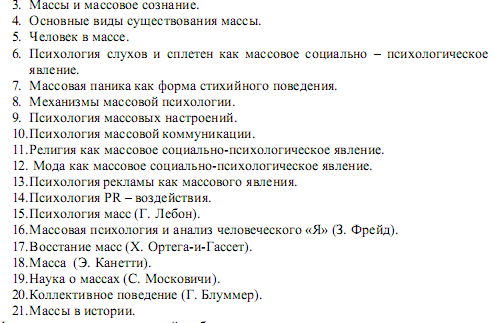 3. Массы и массовое сознание.
4. Основные виды существования массы.
5. Человек в массе.
6. Психология слухов и сплетен как массовое социально – психологическое
явление.
7. Массовая паника как форма стихийного поведения.
8. Механизмы массовой психологии.
9. Психология массовых настроений.
10.Психология массовой коммуникации.
11.Религия как массовое социально-психологическое явление.
12. Мода как массовое социально-психологическое явление.
13.Психология рекламы как массового явления.
14.Психология PR – воздействия.
15.Психология масс (Г. Лебон).
16.Массовая психология и анализ человеческого «Я» (З. Фрейд).
17.Восстание масс (Х. Ортега-и-Гассет).
18.Масса (Э. Канетти).
19.Наука о массах (С. Московичи).
20.Коллективное поведение (Г. Блуммер).
21.Массы в истории.